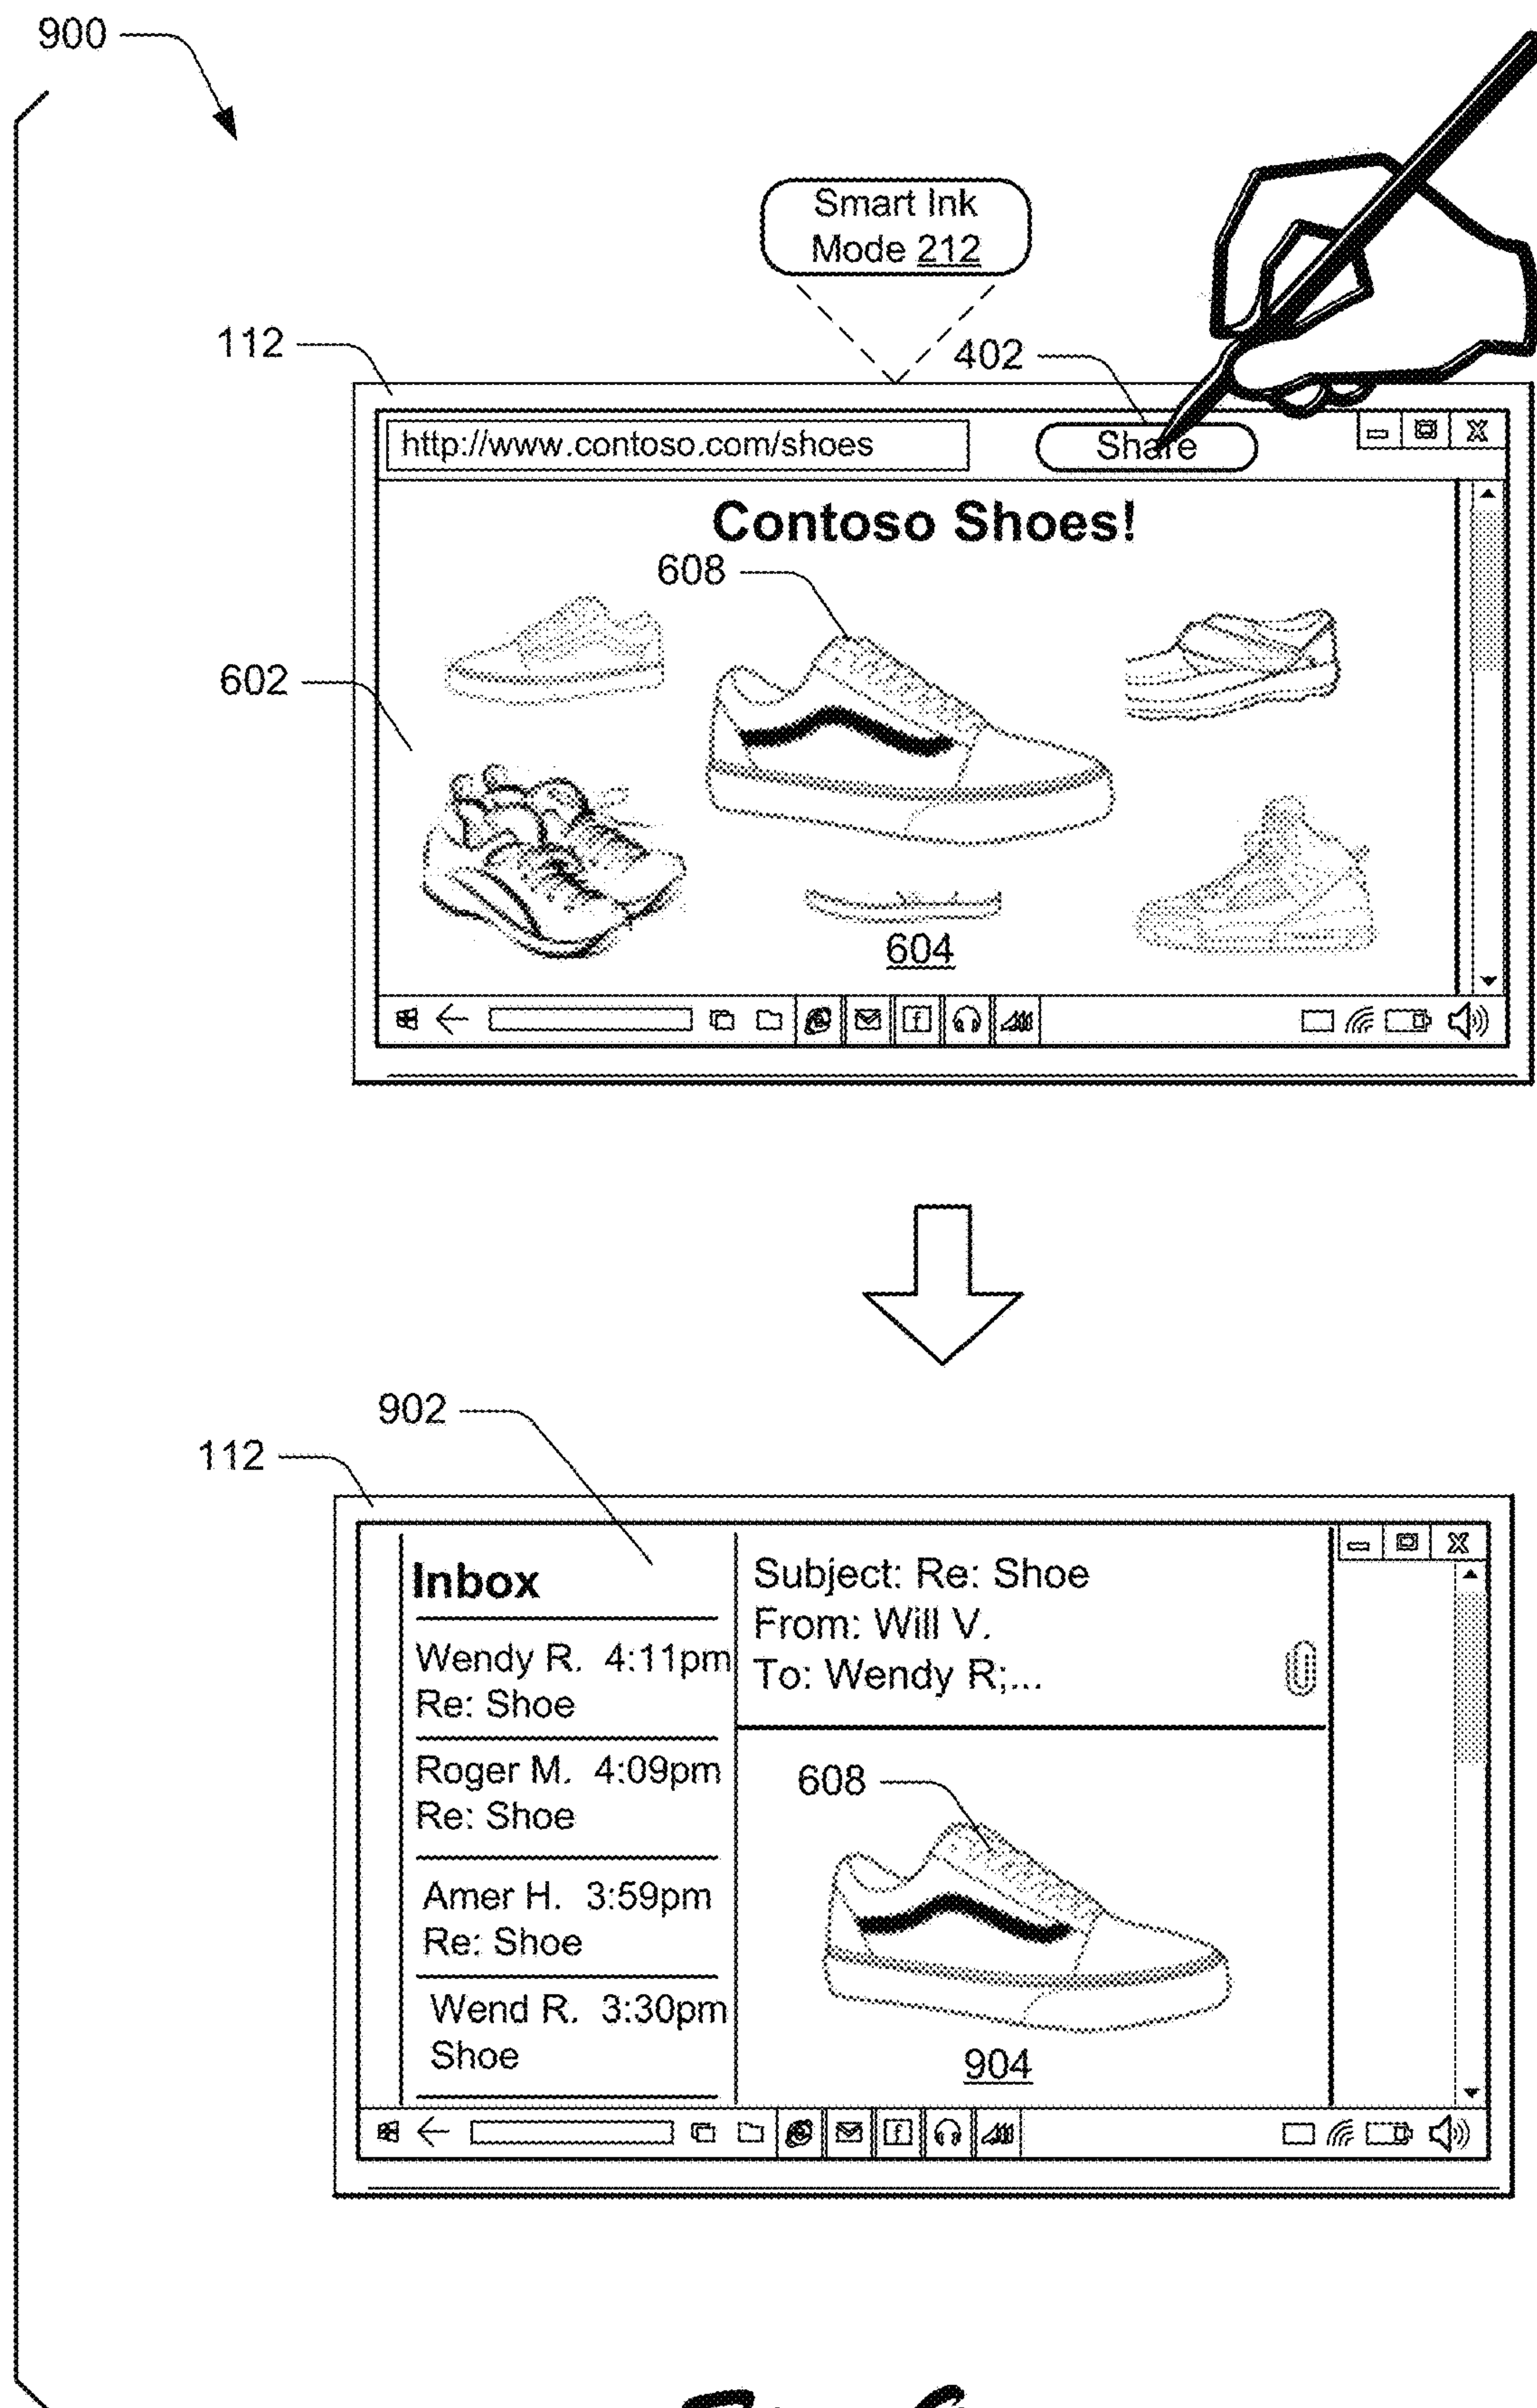 900
Smart Ink
Mode 212
112
402
http://www.contoso.com/shoes
Share
X
Contoso Shoes!
608
602
604
f
902
112
Inbox
Subject: Re: Shoe
From: Will V.
To: Wendy R;...
X
Wendy R. 4:11pm
Re: Shoe
Roger M. 4:09pm
Re: Shoe
608
Amer H. 3:59pm
Re: Shoe
Wend R. 3:30pm
Shoe
904
f